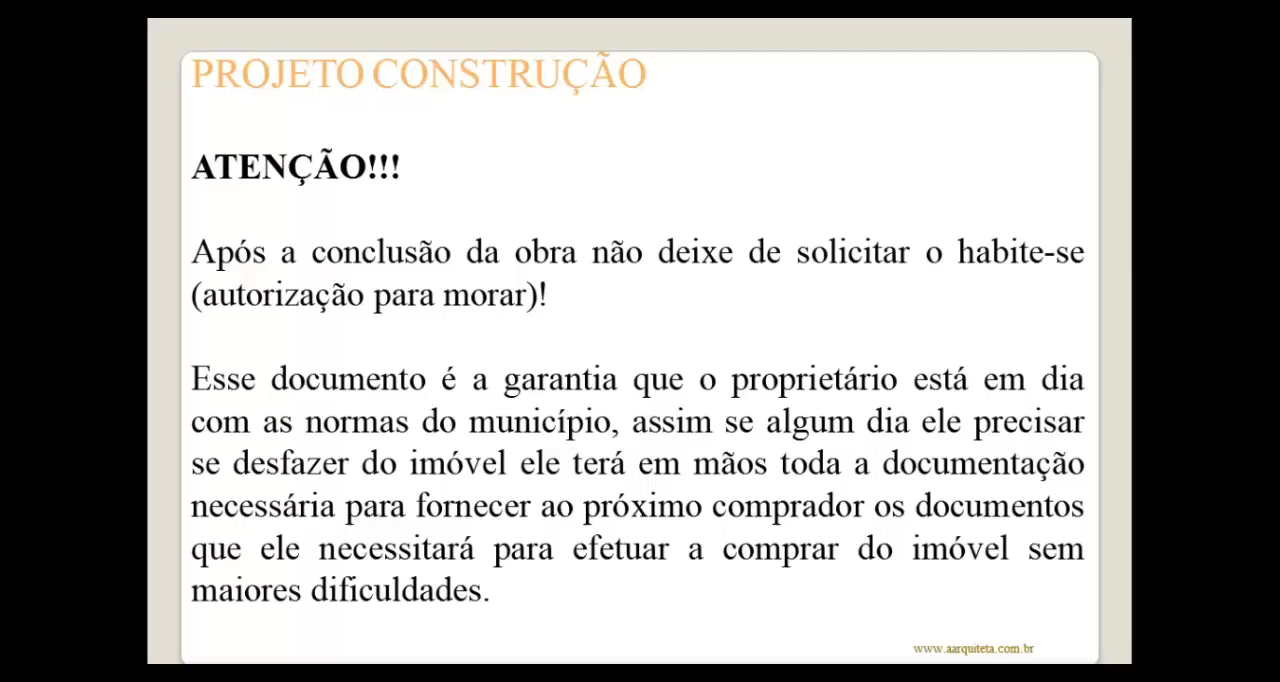 PROJETO CONSTRUÇÃO
ATENÇÃO!!!
Após a conclusão da obra não deixe de solicitar o habite-se
(autorização para morar)!
Esse documento é a garantia que o proprietário está em dia
com as normas do município, assim se algum dia ele precisar
se desfazer do imóvel ele terá em mãos toda a documentação
necessária para fornecer ao próximo comprador os documentos
que ele necessitará para efetuar a comprar do imóvel sem
maiores dificuldades.
www.aarquiteta.com.br